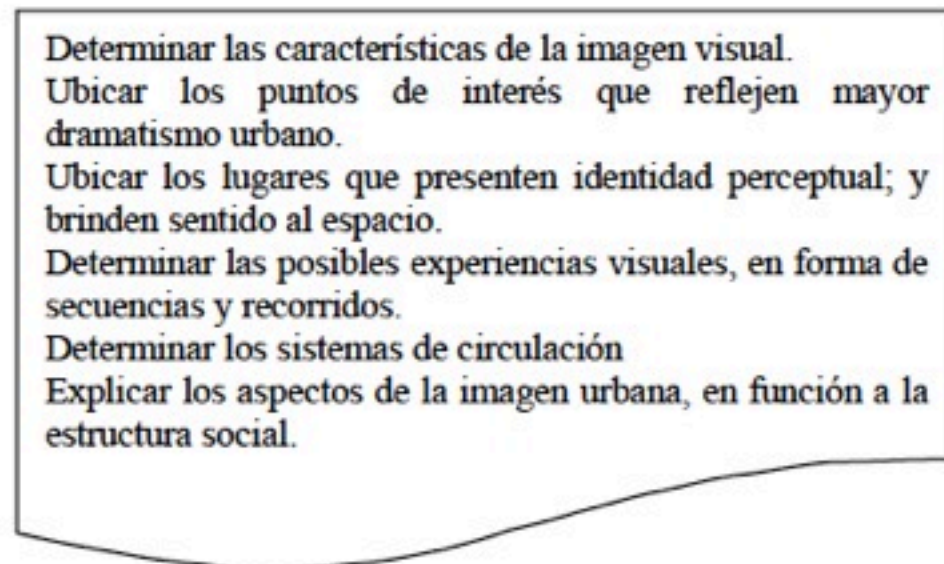 Determinar las características de la imagen visual.
Ubicar los puntos de interés que reflejen mayor
dramatismo urbano.
Ubicar los lugares que presenten identidad perceptual; y
brinden sentido al espacio.
Determinar las posibles experiencias visuales, en forma de
secuencias y recorridos.
Determinar los sistemas de circulación
Explicar los aspectos de la imagen urbana, en función a la
estructura social.